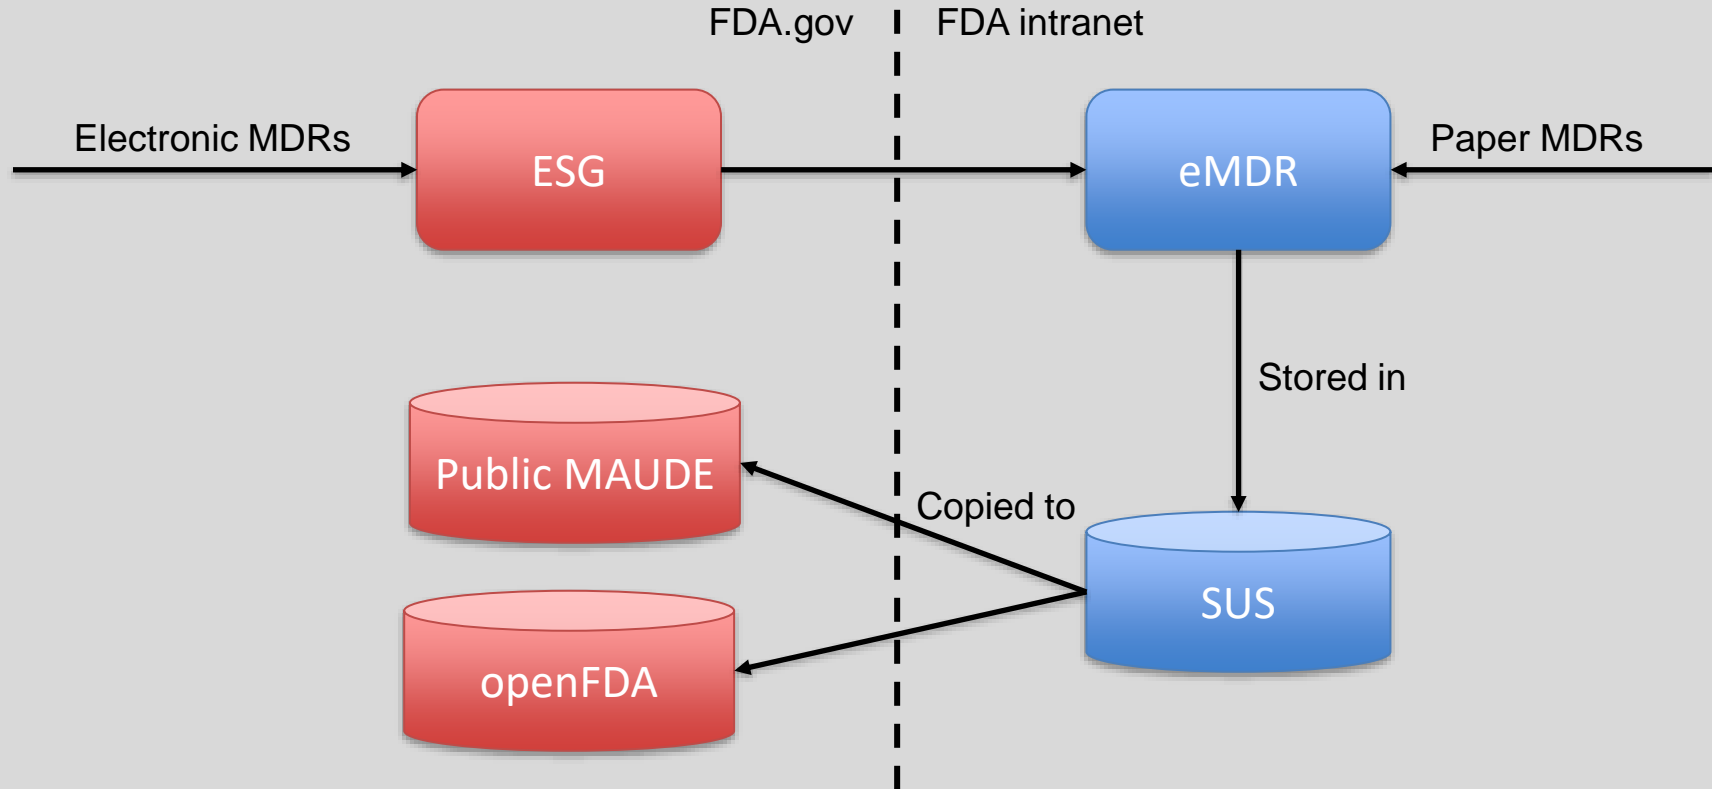 FDA.gov
FDA intranet
Electronic MDRs
ESG
eMDR
Paper MDRs
Stored in
Public MAUDE
Copied to
SUS
openFDA